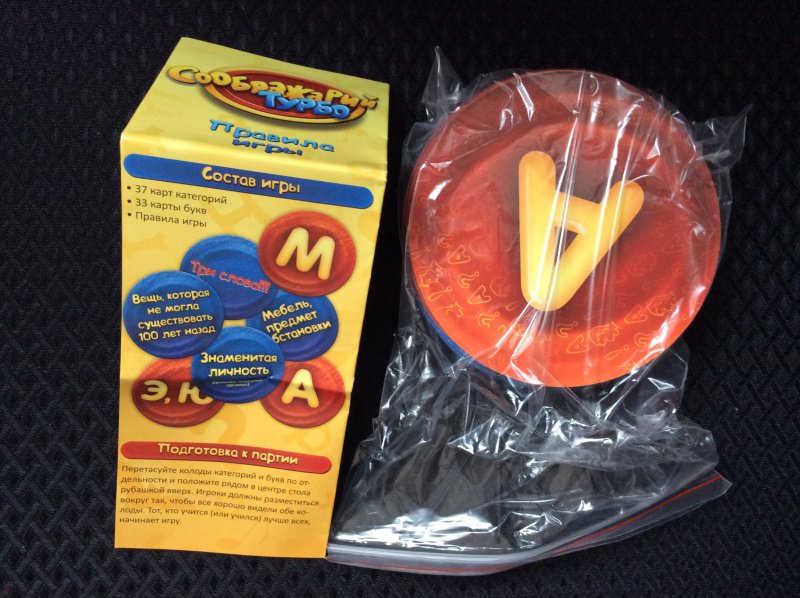 Соображарий
Турбо
Правила
игры
Состав игры
• 37 карт категорий
• 33 карты букв
• Правила игры
М
Три слова!!!
Вещь, которая
не могла
существовать
100 лет назад
Мебель,
предмет
обстановки
Знаменитая
личность
Э, Ю
А
Подготовка к партии
Перетасуйте колоды категорий и букв по от-
дельности и положите рядом в центре стола
рубашкой вверх. Игроки должны разместиться
вокруг так, чтобы все хорошо видели обе ко-
лоды. Тот, кто учится (или учился) лучше всех,
начинает игру.
А